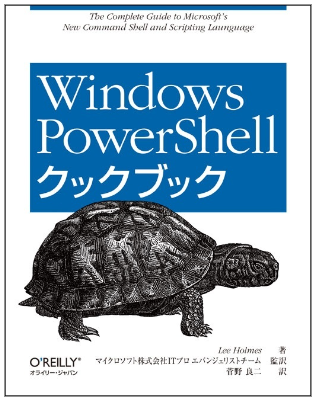 The Complete Guide to Microsoft's
New Command Shell and Scripting Launguage
Windows
PowerShell
クックブック
Lee Holmes 著
マイクロソフト株式会社ITプロ エバンジェリストチーム 監訳
菅野 良二 訳
O'REILLY®
オライリー・ジャパン